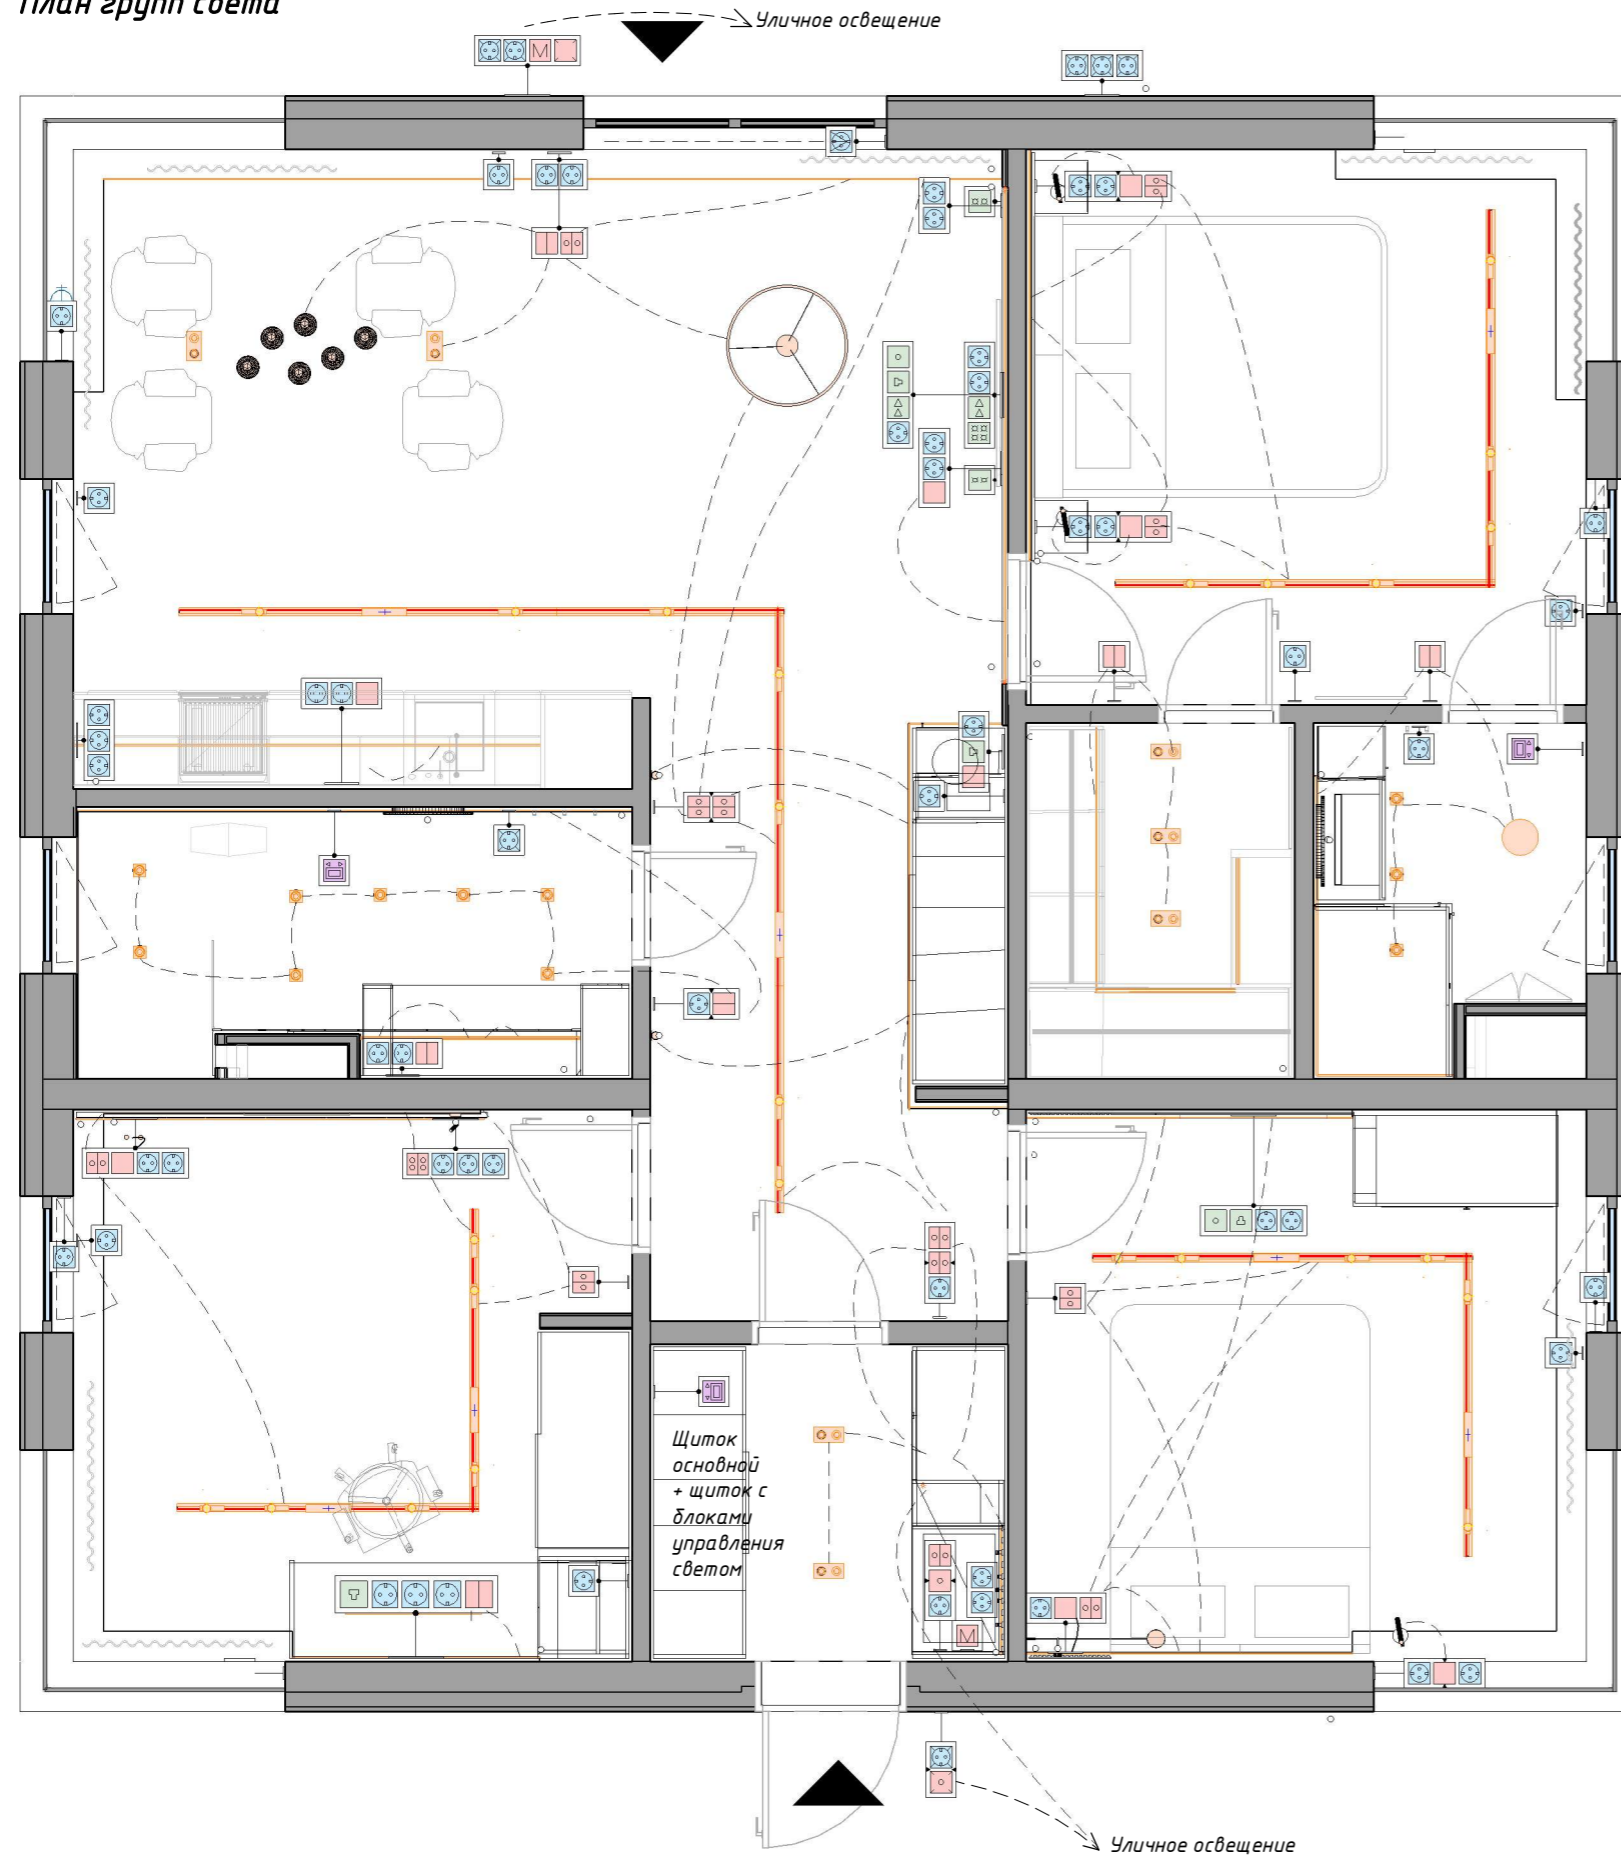 План групп света
Уличное освещение
M
Щиток
основной
+ щиток с
блоками
управления
светом
M
Уличное освещение